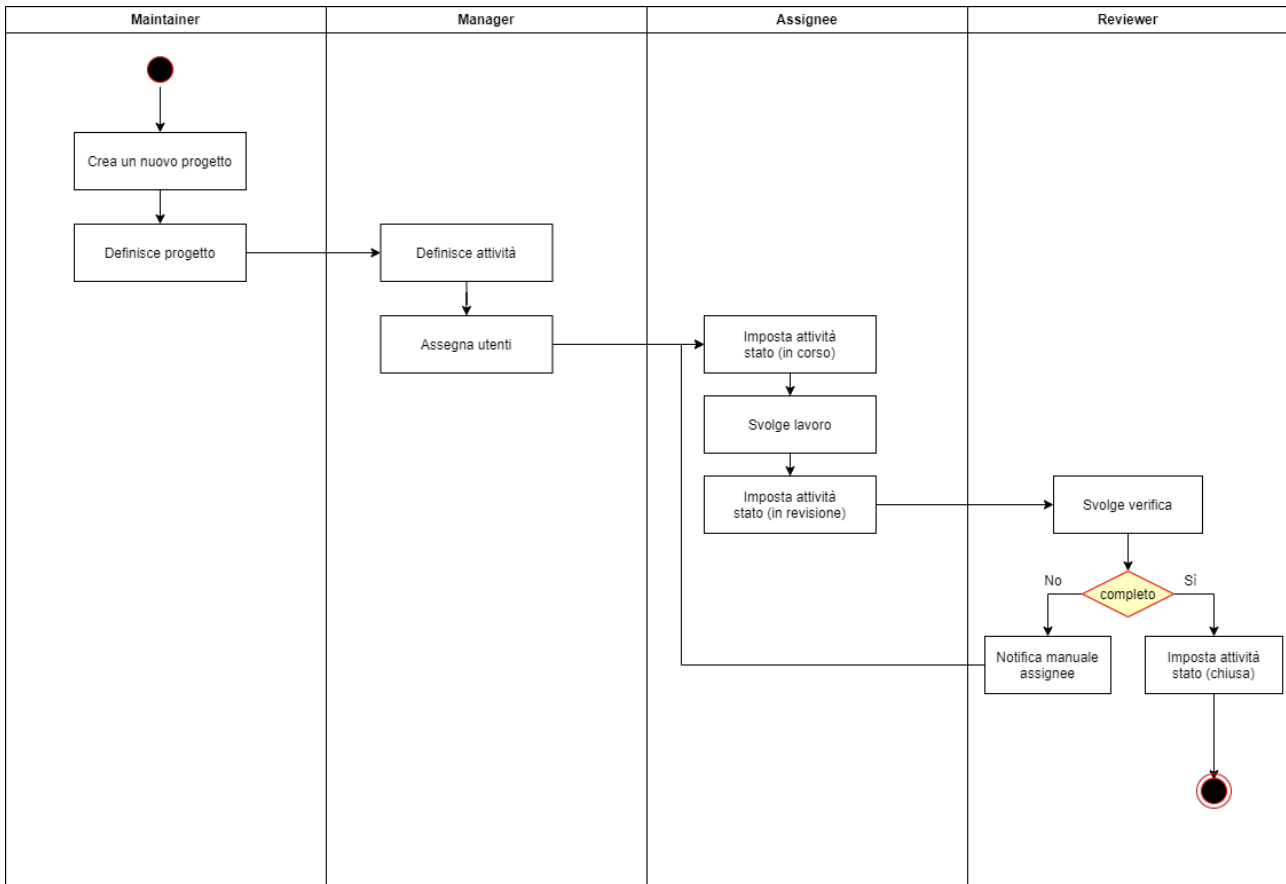 Maintainer
Manager
Assignee
Reviewer
Crea un nuovo progetto
Definisce progetto
Definisce attività
Assegna utenti
Imposta attività
stato (in corso)
Svolge lavoro
Imposta attività
stato (in revisione)
Svolge verifica
completo
No
Sì
Notifica manuale
assignee
Imposta attività
stato (chiusa)